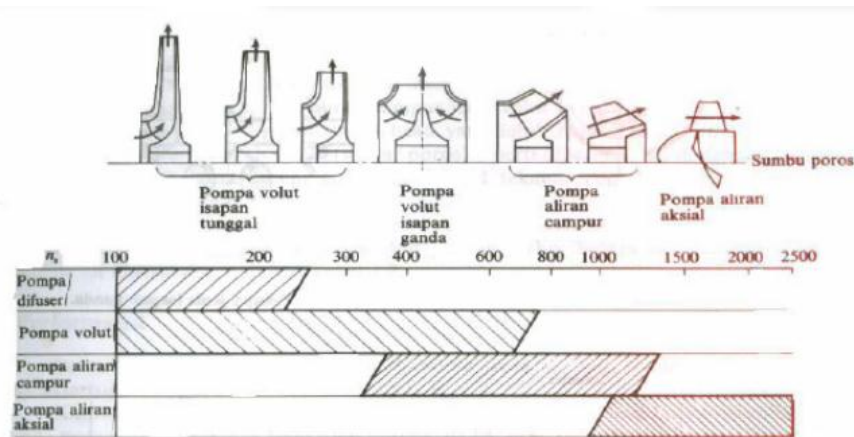 Sumbu poros
Pompa volut
isapan
tunggal
Pompa
volut
isapan
ganda
Pompa
aliran
campur
Pompa aliran
aksial
ns 100 200 300 400 600 800 1000 1500 2000 2500
Pompa
difuser
Pompa volut
Pompa aliran
campur
Pompa aliran
aksial